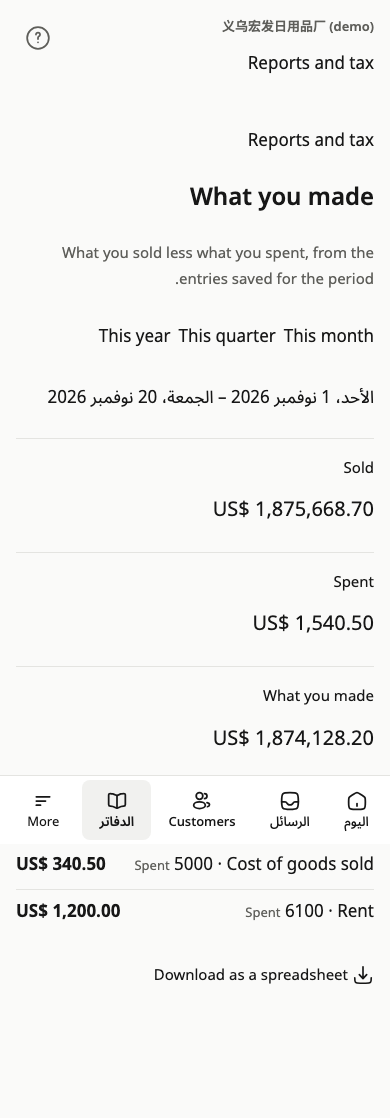 义乌宏发日用品厂 (demo)
Reports and tax
Reports and tax
What you made
What you sold less what you spent, from the
entries saved for the period.
This month This quarter This year
الأحد، 1 نوفمبر 2026 – الجمعة، 20 نوفمبر 2026
Sold
US$ 1,875,668.70
Spent
US$ 1,540.50
What you made
US$ 1,874,128.20
اليوم
الرسائل
Customers
الدفاتر
More
5000 · Cost of goods sold Spent US$ 340.50
6100 · Rent Spent US$ 1,200.00
Download as a spreadsheet